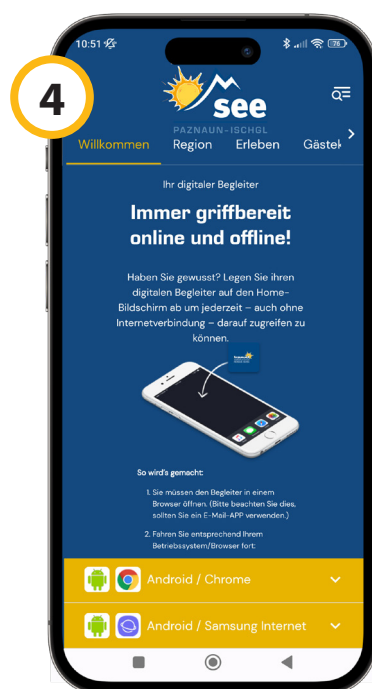 10:51
76
4
see
PAZNAUN-ISCHGL
Willkommen Region Erleben Gästek
Ihr digitaler Begleiter
Immer griffbereit
online und offline!
Haben Sie gewusst? Legen Sie ihren
digitalen Begleiter auf den Home-
Bildschirm ab um jederzeit – auch ohne
Internetverbindung – darauf zugreifen zu
können.
So wird's gemacht:
1. Sie müssen den Begleiter in einem
Browser öffnen. (Bitte beachten Sie dies,
sollten Sie ein E-Mail-APP verwenden.)
2. Fahren Sie entsprechend Ihrem
Betriebssystem/Browser fort:
Android / Chrome
Android / Samsung Internet